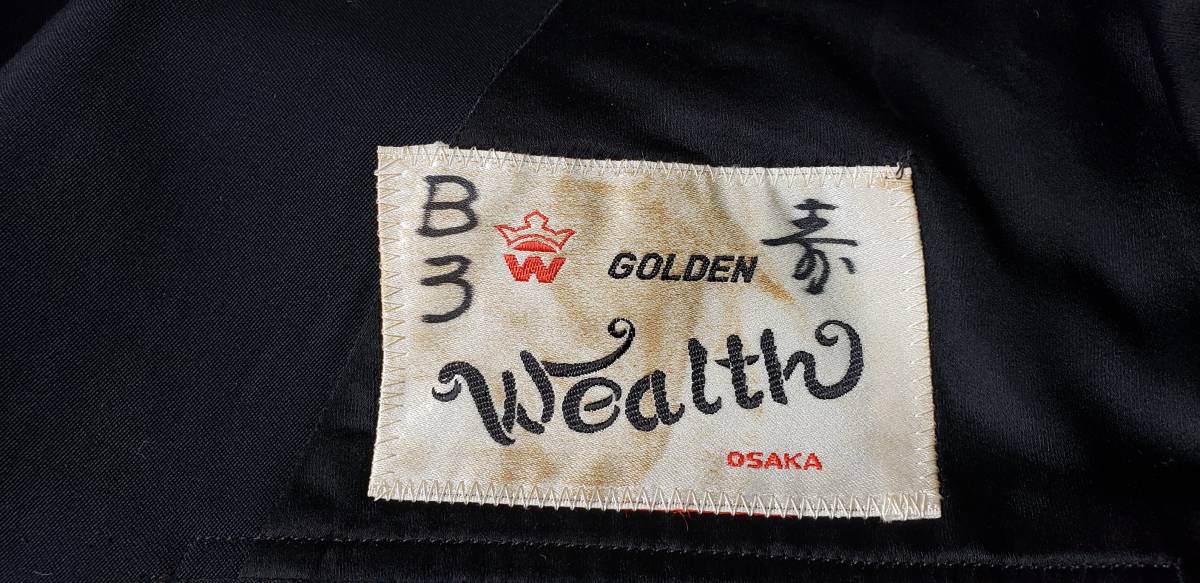 B
3
W
GOLDEN
Wealth
OSAKA